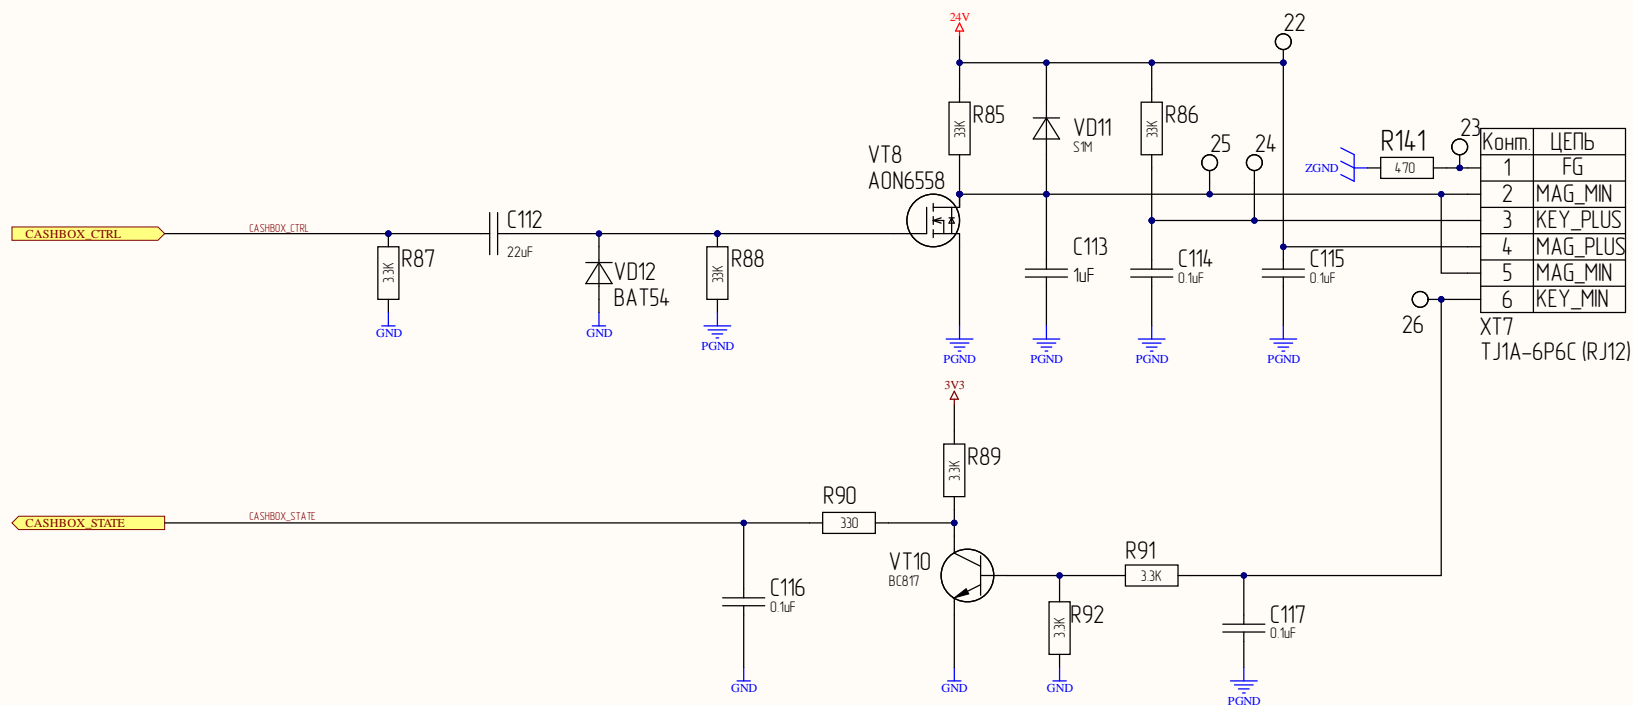 24V
22
R85
33K
VD11
S1M
R86
33K
25
24
R141
470
ZGND
23
Конт. ЦЕПЬ
1 FG
2 MAG_MIN
3 KEY_PLUS
4 MAG_PLUS
5 MAG_MIN
6 KEY_MIN
XT7
TJ1A-6P6C (RJ12)
26
VT8
AON6558
CASHBOX_CTRL
CASHBOX_CTRL
R87
3.3K
GND
C112
22uF
VD12
BAT54
GND
R88
33K
PGND
PGND
C113
1uF
PGND
C114
0.1uF
PGND
C115
0.1uF
PGND
3V3
R89
3.3K
CASHBOX_STATE
CASHBOX_STATE
R90
330
VT10
BC817
R91
3.3K
C116
0.1uF
GND
GND
R92
3.3K
GND
C117
0.1uF
PGND